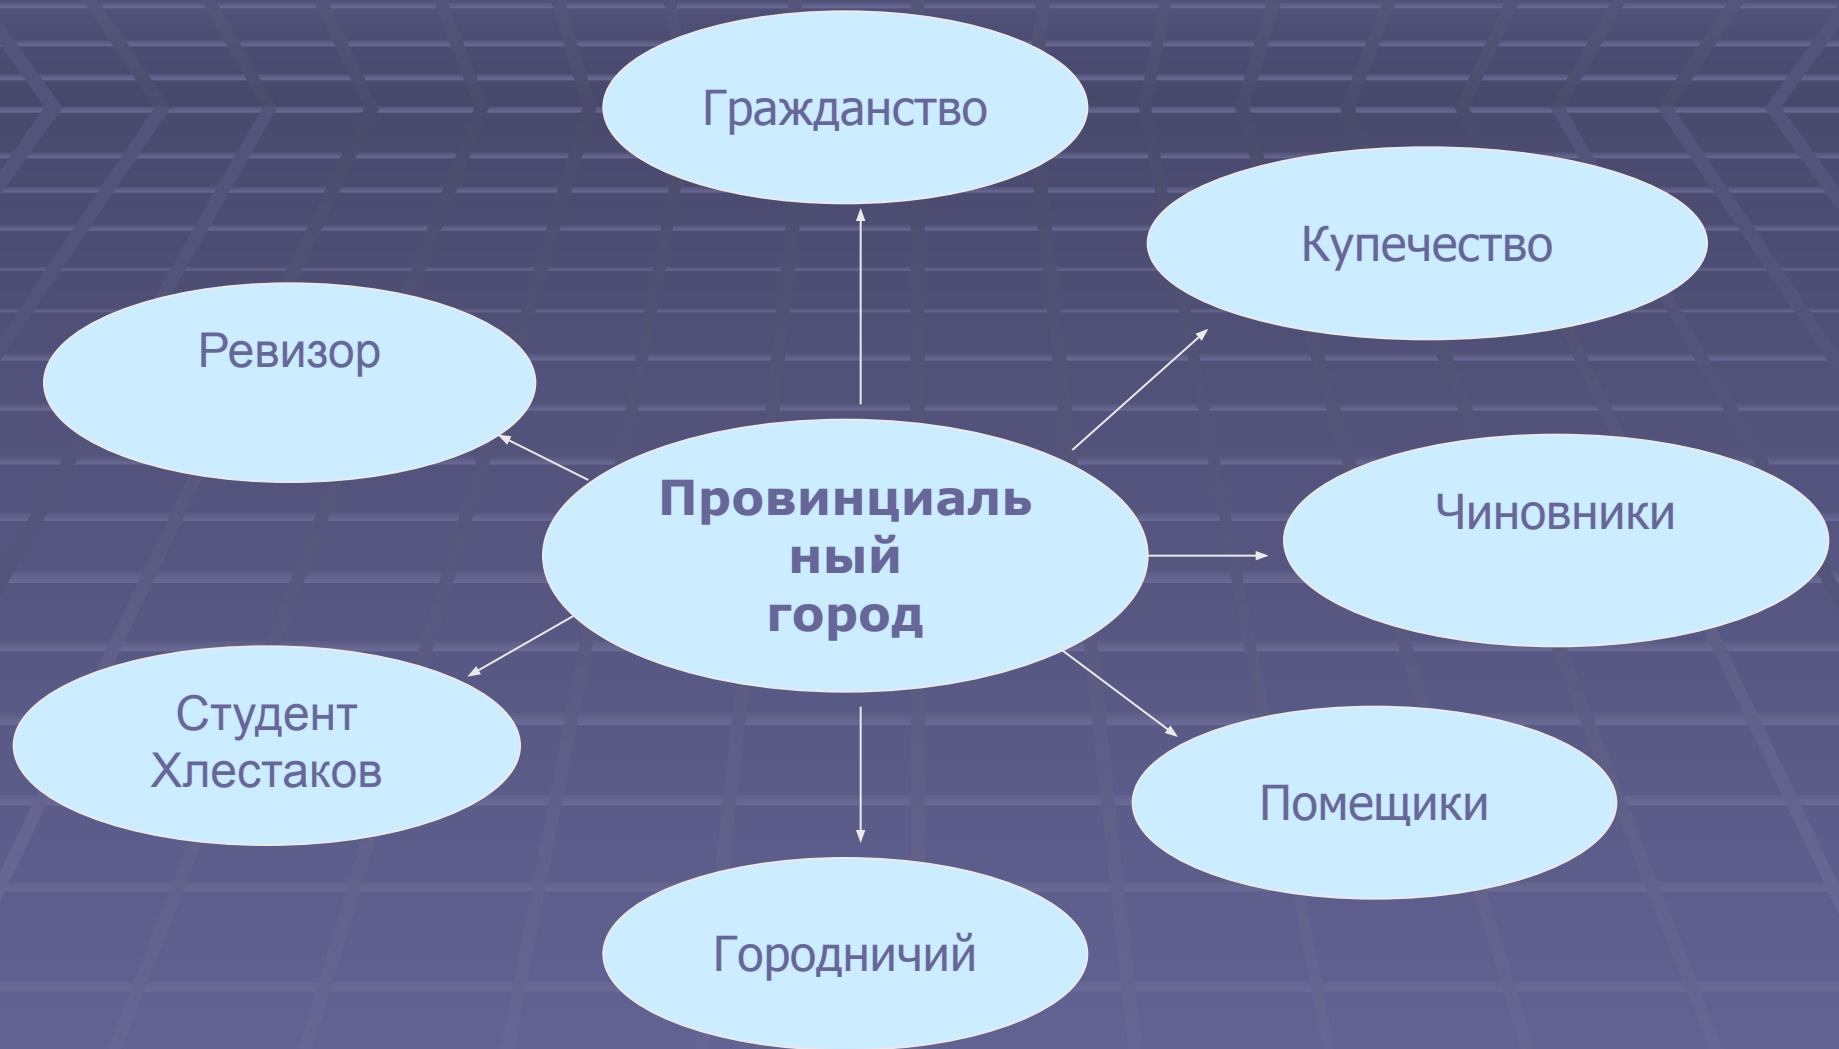 Гражданство
Купечество
Ревизор
Провинциаль
ный
город
Чиновники
Студент
Хлестаков
Помещики
Городничий